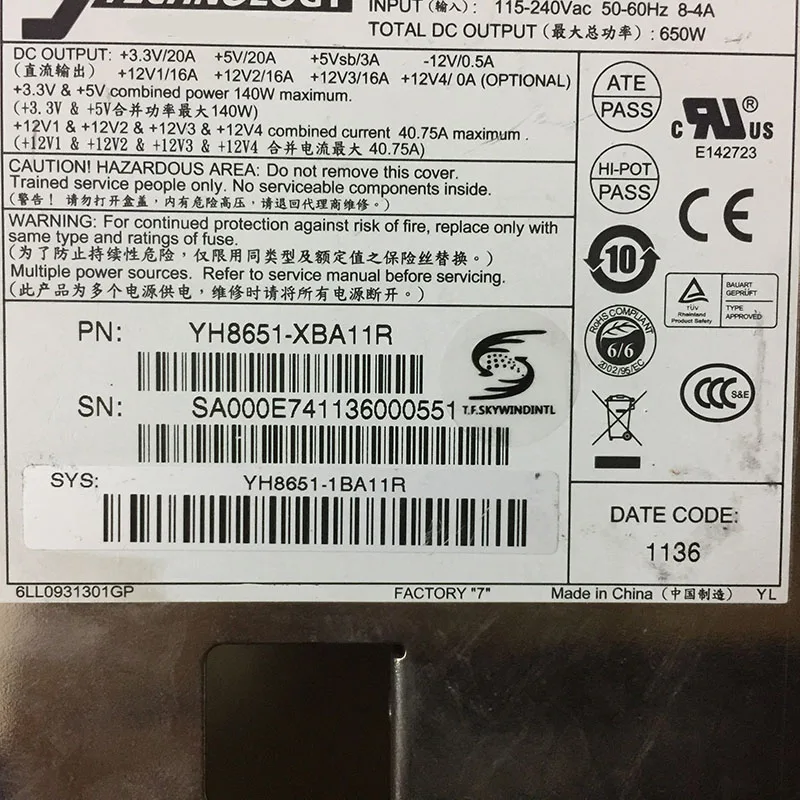 TECHNOLOGY
INPUT (输入): 115-240Vac 50-60Hz 8-4A
TOTAL DC OUTPUT (最大总功率): 650W
DC OUTPUT: +3.3V/20A +5V/20A +5Vsb/3A -12V/0.5A
(直流输出) +12V1/16A +12V2/16A +12V3/16A +12V4/ 0A (OPTIONAL)
+3.3V & +5V combined power 140W maximum.
(+3.3V & +5V合并功率最大140W)
+12V1 & +12V2 & +12V3 & +12V4 combined current 40.75A maximum .
(+12V1 & +12V2 & +12V3 & +12V4 合并电流最大 40.75A)
CAUTION! HAZARDOUS AREA: Do not remove this cover.
Trained service people only. No serviceable components inside.
(警告! 请勿打开盒盖, 内有危险高压, 请退回代理商维修。)
WARNING: For continued protection against risk of fire, replace only with
same type and ratings of fuse.
(为了防止持续性危险, 仅限用同类型及额定值之保险丝替换。)
Multiple power sources. Refer to service manual before servicing.
(此产品为多个电源供电, 维修时请将所有电源断开。)
ATE
PASS
HI-POT
PASS
c RU ® US
E142723
CE
10
TÜV
Rheinland
Product Safety
BAUART
GEPRÜFT
TYPE
APPROVED
RoHS COMPLIANT
6/6
2002/95/EC
CCC S&E
PN: YH8651-XBA11R
SN: SA000E741136000551
T.F.SKYWINDINTL
SYS: YH8651-1BA11R
DATE CODE:
1136
6LL0931301GP FACTORY "7" Made in China (中国制造) YL